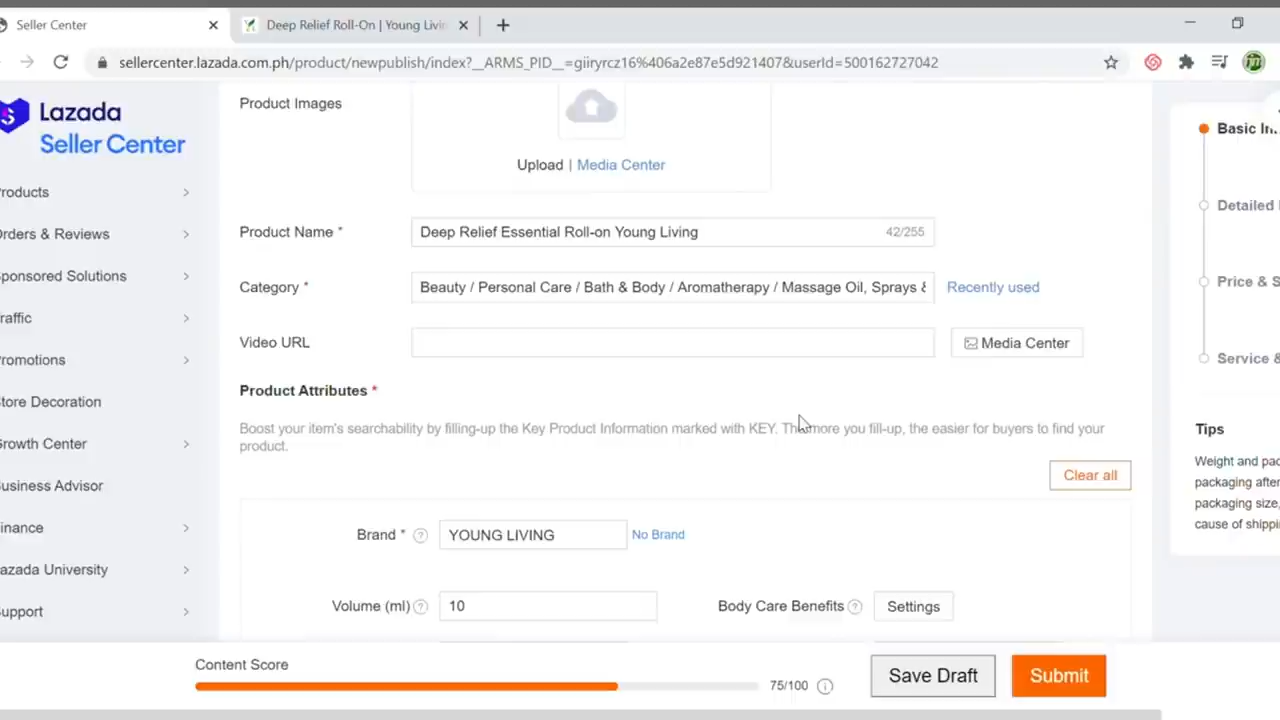 Seller Center
Deep Relief Roll-On | Young Livin
sellercenter.lazada.com.ph/product/newpublish/index?__ARMS_PID__=giiryrcz16%406a2e87e5d921407&userId=500162727042
Lazada
Seller Center
roducts
rders & Reviews
ponsored Solutions
raffic
romotions
tore Decoration
rowth Center
usiness Advisor
inance
azada University
upport
Product Images
Upload | Media Center
Product Name *
Deep Relief Essential Roll-on Young Living
42/255
Category *
Beauty / Personal Care / Bath & Body / Aromatherapy / Massage Oil, Sprays &
Recently used
Video URL
Media Center
Product Attributes *
Boost your item's searchability by filling-up the Key Product Information marked with KEY. The more you fill-up, the easier for buyers to find your
product.
Clear all
Brand *
YOUNG LIVING
No Brand
Volume (ml)
10
Body Care Benefits
Settings
Content Score
75/100
Save Draft
Submit
Basic In...
Detailed
Price & S
Service &
Tips
Weight and pac
packaging after
packaging size,
cause of shippi